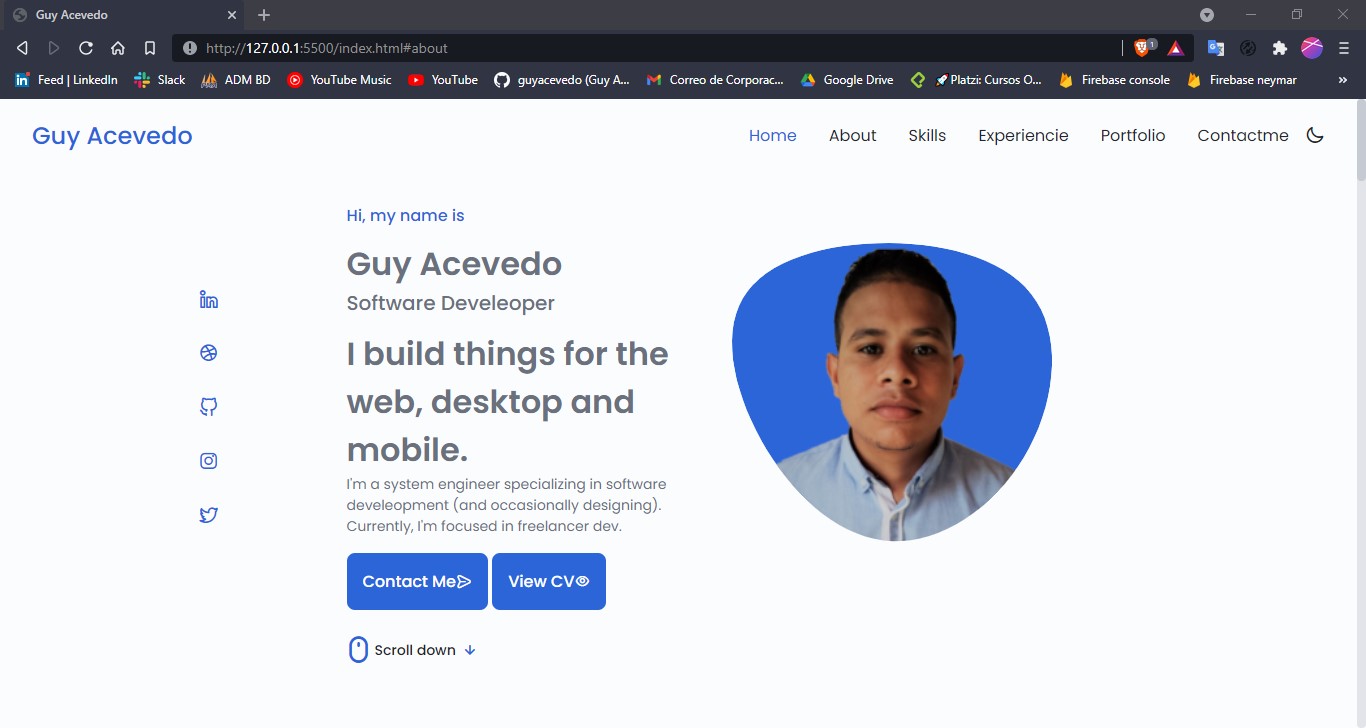 Guy Acevedo
http://127.0.0.1:5500/index.html#about
1
Feed | LinkedIn Slack ADM BD YouTube Music YouTube guyacevedo (Guy A... Correo de Corporac... Google Drive 🚀Platzi: Cursos O... Firebase console Firebase neymar »
Guy Acevedo Home About Skills Experiencie Portfolio Contactme
Hi, my name is
Guy Acevedo
Software Develeoper
I build things for the
web, desktop and
mobile.
I'm a system engineer specializing in software
develeopment (and occasionally designing).
Currently, I'm focused in freelancer dev.
Contact Me View CV
Scroll down